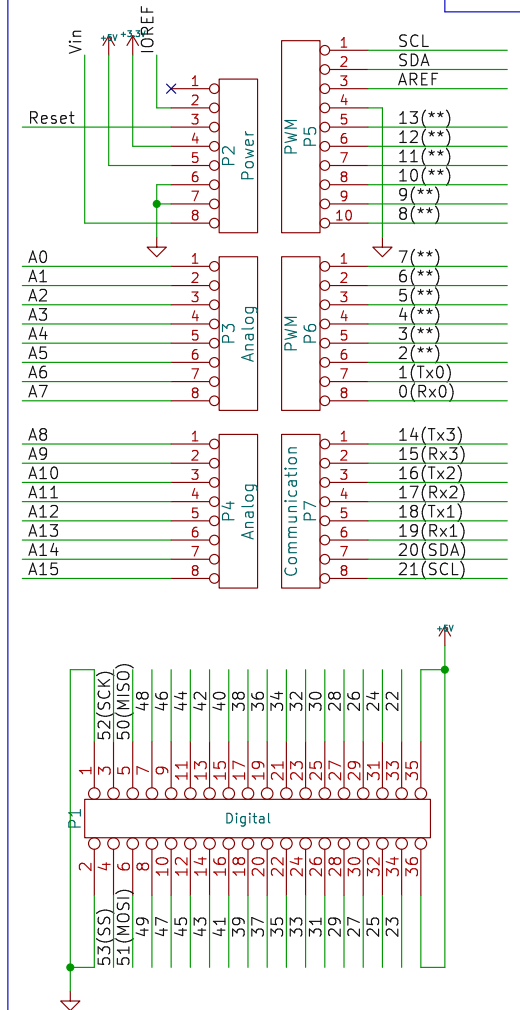 Vin
+5V
+3.3V
IOREF
Reset
1
2
3
4
5
6
7
8
P2
Power
1 SCL
2 SDA
3 AREF
4
5 13(**)
6 12(**)
7 11(**)
8 10(**)
9 9(**)
10 8(**)
PWM
P5
A0 1
A1 2
A2 3
A3 4
A4 5
A5 6
A6 7
A7 8
P3
Analog
1 7(**)
2 6(**)
3 5(**)
4 4(**)
5 3(**)
6 2(**)
7 1(Tx0)
8 0(Rx0)
PWM
P6
A8 1
A9 2
A10 3
A11 4
A12 5
A13 6
A14 7
A15 8
P4
Analog
1 14(Tx3)
2 15(Rx3)
3 16(Tx2)
4 17(Rx2)
5 18(Tx1)
6 19(Rx1)
7 20(SDA)
8 21(SCL)
Communication
P7
+5V
52(SCK) 50(MISO) 48 46 44 42 40 38 36 34 32 30 28 26 24 22
1 3 5 7 9 11 13 15 17 19 21 23 25 27 29 31 33 35
P1
Digital
2 4 6 8 10 12 14 16 18 20 22 24 26 28 30 32 34 36
53(SS) 51(MOSI) 49 47 45 43 41 39 37 35 33 31 29 27 25 23